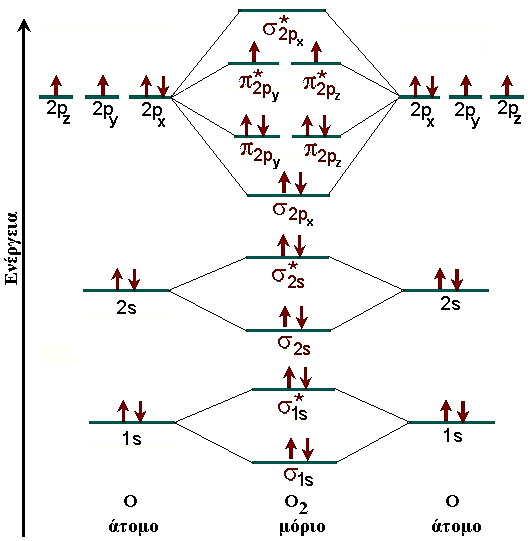 σ*2px
π*2py π*2pz
2pz 2py 2px 2px 2py 2pz
π2py π2pz
σ2px
Ενέργεια
σ*2s
2s 2s
σ2s
σ*1s
1s 1s
σ1s
Ο Ο2 Ο
άτομο μόριο άτομο